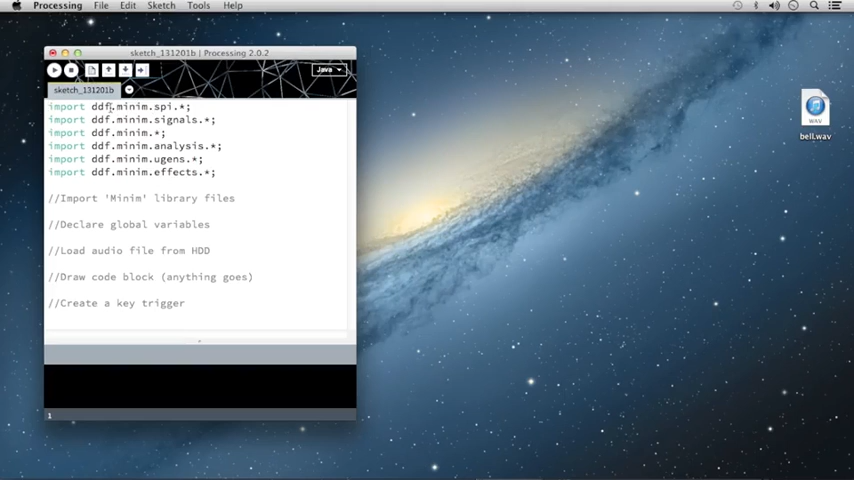 Processing File Edit Sketch Tools Help
sketch_131201b | Processing 2.0.2
Java
sketch_131201b
import ddf.minim.spi.*;
import ddf.minim.signals.*;
import ddf.minim.*;
import ddf.minim.analysis.*;
import ddf.minim.ugens.*;
import ddf.minim.effects.*;
//Import 'Minim' library files
//Declare global variables
//Load audio file from HDD
//Draw code block (anything goes)
//Create a key trigger
1
WAV
bell.wav